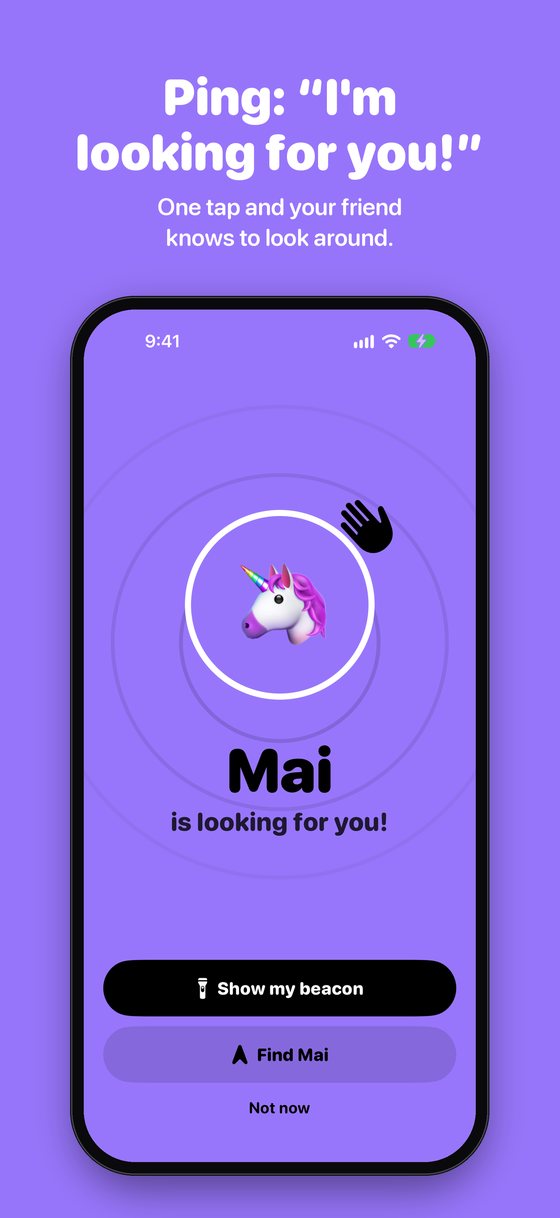 Ping: “I'm
looking for you!”
One tap and your friend
knows to look around.
9:41
Mai
is looking for you!
Show my beacon
Find Mai
Not now